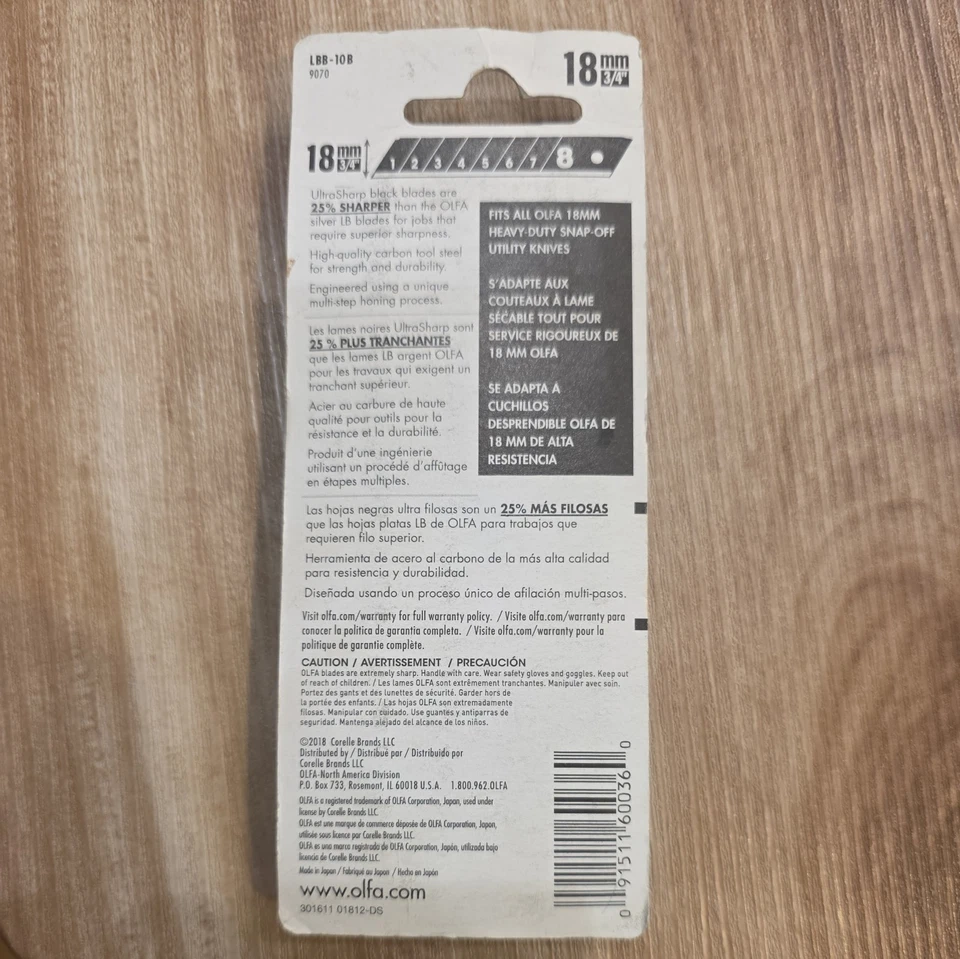 LBB-10B
9070
18mm
3/4"
18mm
3/4"
1 2 3 4 5 6 7 8
UltraSharp black blades are
25% SHARPER than the OLFA
silver LB blades for jobs that
require superior sharpness.
High-quality carbon tool steel
for strength and durability.
Engineered using a unique
multi-step honing process.
Les lames noires UltraSharp sont
25 % PLUS TRANCHANTES
que les lames LB argent OLFA
pour les travaux qui exigent un
tranchant supérieur.
Acier au carbure de haute
qualité pour outils pour la
résistance et la durabilité.
Produit d'une ingénierie
utilisant un procédé d'affûtage
en étapes multiples.
FITS ALL OLFA 18MM
HEAVY-DUTY SNAP-OFF
UTILITY KNIVES
S'ADAPTE AUX
COUTEAUX À LAME
SÉCABLE TOUT POUR
SERVICE RIGOUREUX DE
18 MM OLFA
SE ADAPTA A
CUCHILLOS
DESPRENDIBLE OLFA DE
18 MM DE ALTA
RESISTENCIA
Las hojas negras ultra filosas son un 25% MÁS FILOSAS
que las hojas platas LB de OLFA para trabajos que
requieren filo superior.
Herramienta de acero al carbono de la más alta calidad
para resistencia y durabilidad.
Diseñada usando un proceso único de afilación multi-pasos.
Visit olfa.com/warranty for full warranty policy. / Visite olfa.com/warranty para
conocer la politica de garantia completa. / Visite olfa.com/warranty pour la
politique de garantie complète.
CAUTION / AVERTISSEMENT / PRECAUCIÓN
OLFA blades are extremely sharp. Handle with care. Wear safety gloves and goggles. Keep out
of reach of children. / Les lames OLFA sont extrêmement tranchantes. Manipuler avec soin.
Portez des gants et des lunettes de sécurité. Garder hors de
la portée des enfants. / Las hojas OLFA son extremadamente
filosas. Manipular con cuidado. Use guantes y antiparras de
seguridad. Mantenga alejado del alcance de los niños.
©2018 Corelle Brands LLC
Distributed by / Distribué par / Distribuido por
Corelle Brands LLC
OLFA-North America Division
P.O. Box 733, Rosemont, IL 60018 U.S.A. 1.800.962.OLFA
OLFA is a registered trademark of OLFA Corporation, Japan, used under
license by Corelle Brands LLC.
OLFA est une marque de commerce déposée de OLFA Corporation, Japan,
utilisée sous licence par Corelle Brands LLC.
OLFA es una marca registrada de OLFA Corporation, Japón, utilizada bajo
licencia de Corelle Brands LLC.
Made in Japan / Fabriqué au Japon / Hecho en Japón
www.olfa.com
301611 01812-DS
0 91511 60036 0